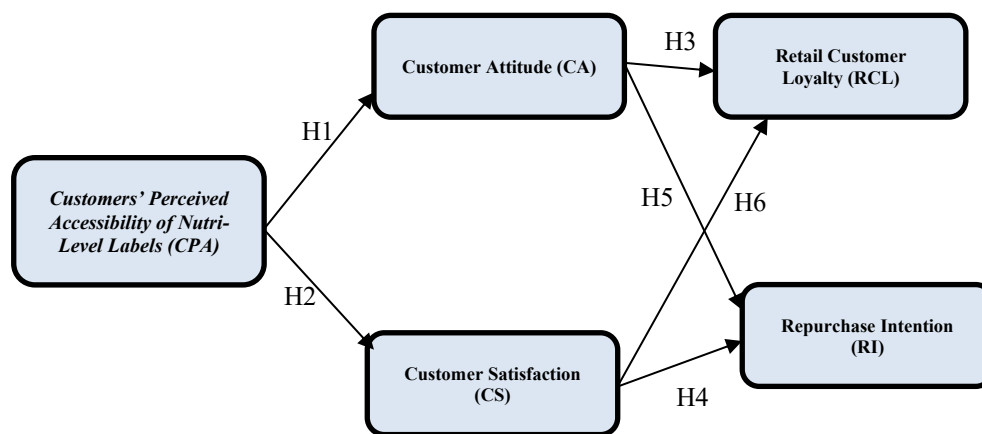 Customer Attitude (CA)
H3
Retail Customer
Loyalty (RCL)
H1
Customers’ Perceived
Accessibility of Nutri-
Level Labels (CPA)
H5
H6
H2
Repurchase Intention
(RI)
Customer Satisfaction
(CS)
H4